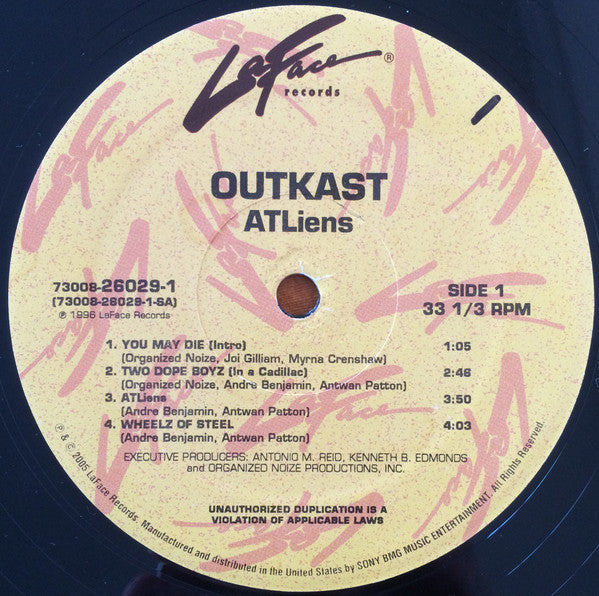 LaFace ®
records
OUTKAST
ATLiens
73008-26029-1
(73008-26029-1-SA)
℗ 1996 LaFace Records
SIDE 1
33 1/3 RPM
1. YOU MAY DIE (Intro) 1:05
(Organized Noize, Joi Gilliam, Myrna Crenshaw)
2. TWO DOPE BOYZ (In a Cadillac) 2:46
(Organized Noize, Andre Benjamin, Antwan Patton)
3. ATLiens 3:50
(Andre Benjamin, Antwan Patton)
4. WHEELZ OF STEEL 4:03
(Andre Benjamin, Antwan Patton)
EXECUTIVE PRODUCERS: ANTONIO M. REID, KENNETH B. EDMONDS
and ORGANIZED NOIZE PRODUCTIONS, INC.
UNAUTHORIZED DUPLICATION IS A
VIOLATION OF APPLICABLE LAWS
℗ & © 2005 LaFace Records. Manufactured and distributed in the United States by SONY BMG MUSIC ENTERTAINMENT. All Rights Reserved.